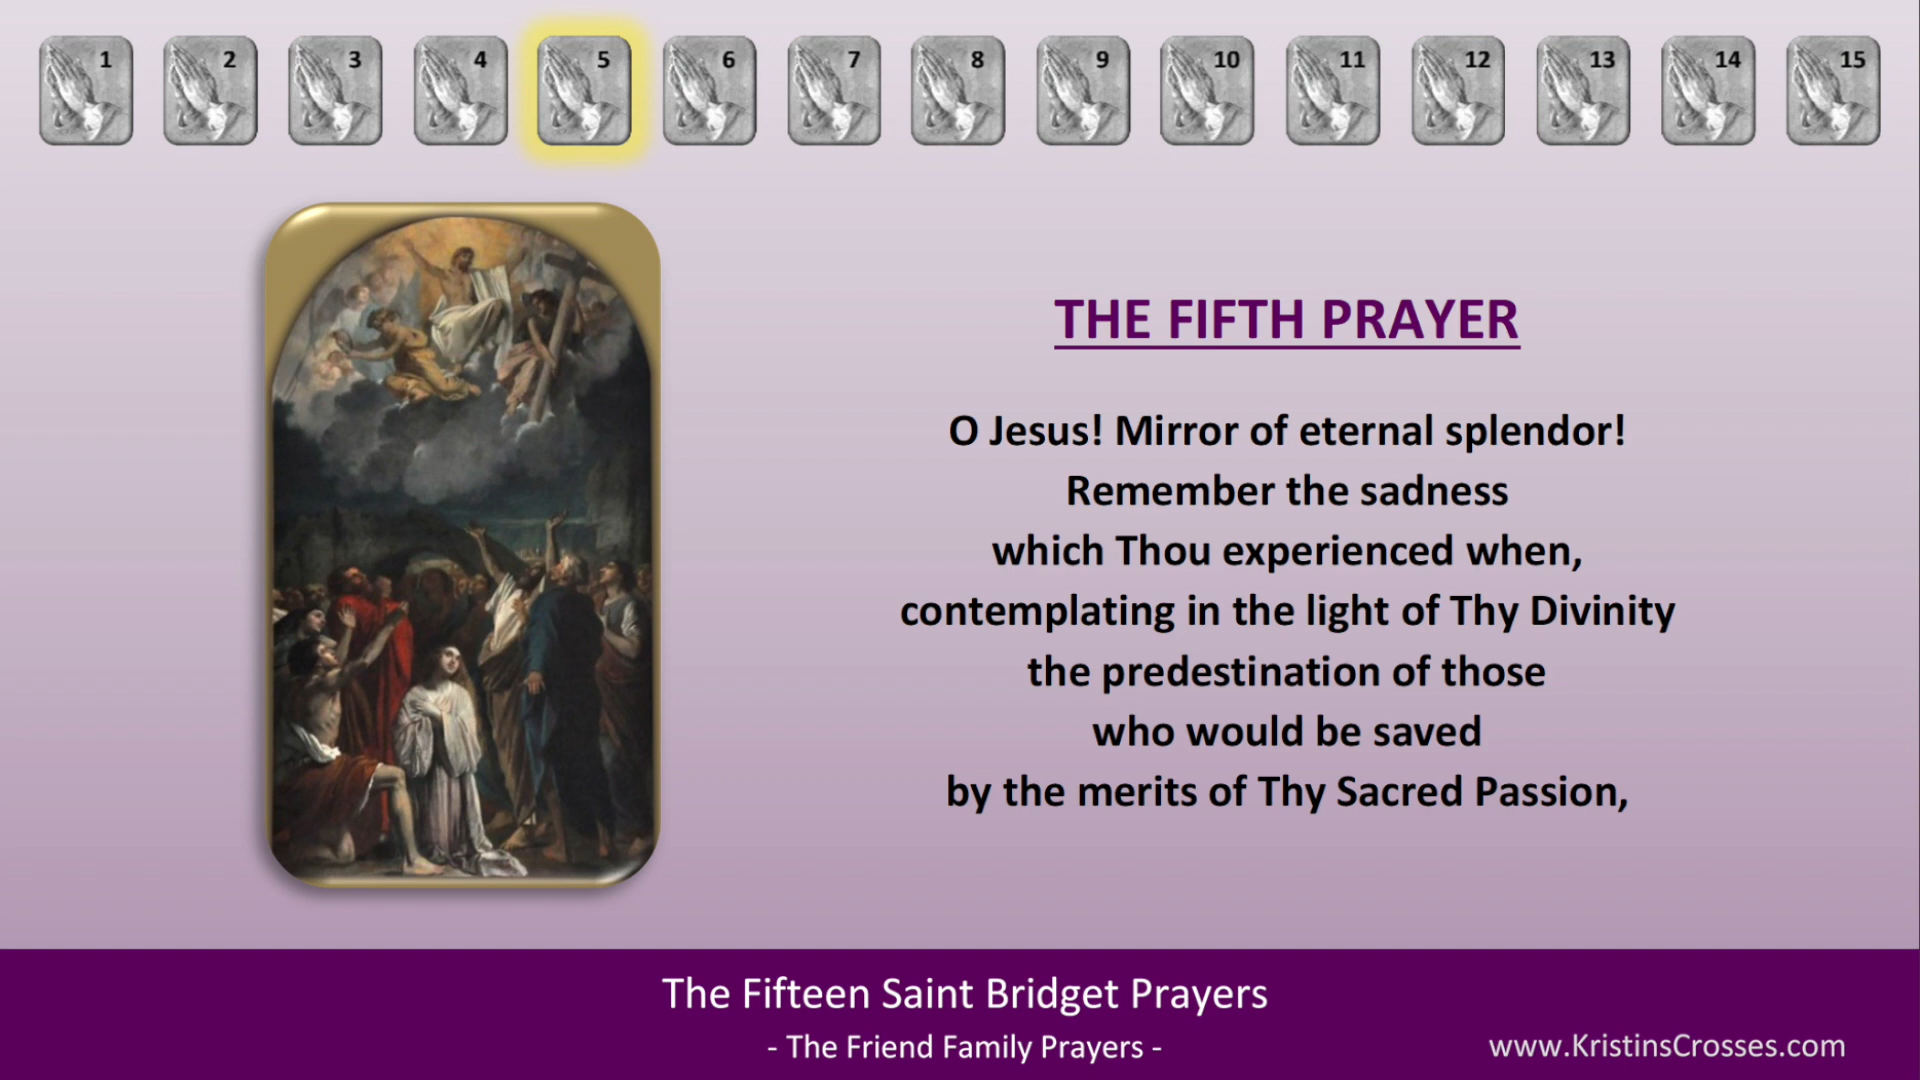 1 2 3 4 5 6 7 8 9 10 11 12 13 14 15
THE FIFTH PRAYER
O Jesus! Mirror of eternal splendor!
Remember the sadness
which Thou experienced when,
contemplating in the light of Thy Divinity
the predestination of those
who would be saved
by the merits of Thy Sacred Passion,
The Fifteen Saint Bridget Prayers
- The Friend Family Prayers -
www.KristinsCrosses.com